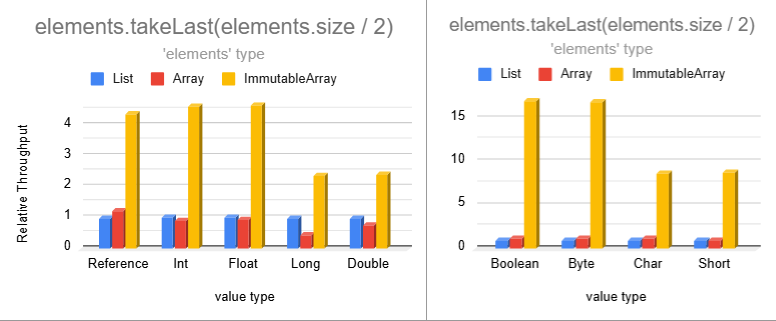 elements.takeLast(elements.size / 2)
'elements' type
List Array ImmutableArray
Relative Throughput
4
3
2
1
0
Reference Int Float Long Double
value type
elements.takeLast(elements.size / 2)
'elements' type
List Array ImmutableArray
15
10
5
0
Boolean Byte Char Short
value type